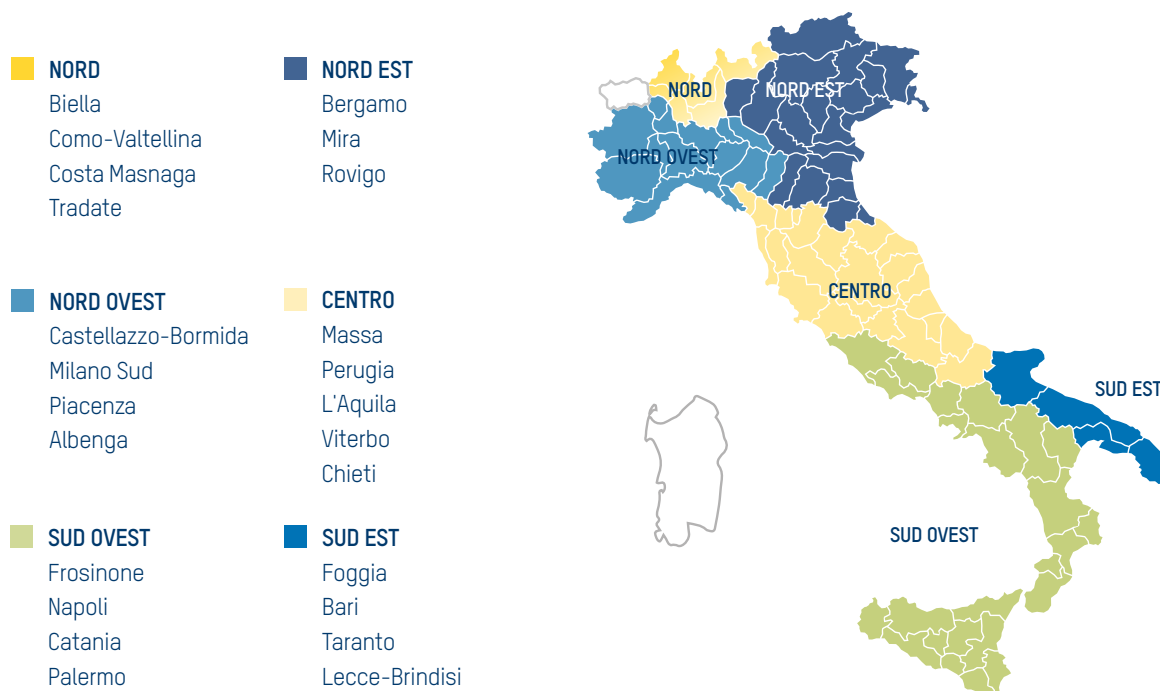 NORD
Biella
Como-Valtellina
Costa Masnaga
Tradate
NORD EST
Bergamo
Mira
Rovigo
NORD OVEST
Castellazzo-Bormida
Milano Sud
Piacenza
Albenga
CENTRO
Massa
Perugia
L'Aquila
Viterbo
Chieti
SUD OVEST
Frosinone
Napoli
Catania
Palermo
SUD EST
Foggia
Bari
Taranto
Lecce-Brindisi
NORD
NORD EST
NORD OVEST
CENTRO
SUD EST
SUD OVEST